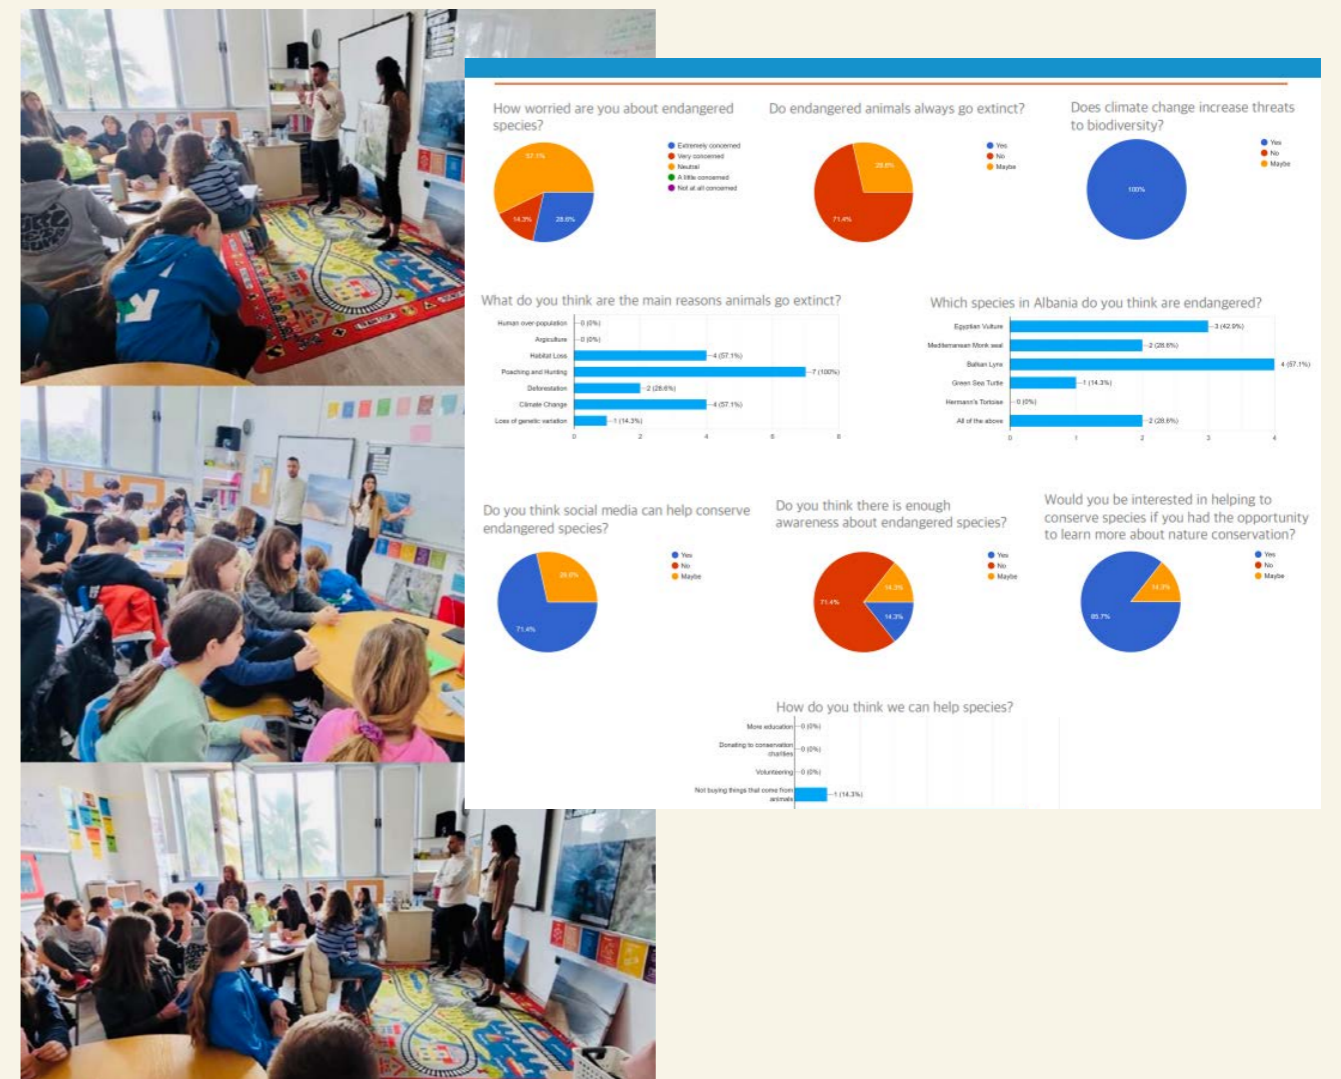 How worried are you about endangered
species?
57.1%
14.3%
28.6%
Extremely concerned
Very concerned
Neutral
A little concerned
Not at all concerned
Do endangered animals always go extinct?
28.6%
71.4%
Yes
No
Maybe
Does climate change increase threats
to biodiversity?
100%
Yes
No
Maybe
What do you think are the main reasons animals go extinct?
Human over-population 0 (0%)
Argiculture 0 (0%)
Habitat Loss 4 (57.1%)
Poaching and Hunting 7 (100%)
Deforestation 2 (28.6%)
Climate Change 4 (57.1%)
Loss of genetic variation 1 (14.3%)
0 2 4 6 8
Which species in Albania do you think are endangered?
Egyptian Vulture 3 (42.9%)
Mediterranean Monk seal 2 (28.6%)
Balkan Lynx 4 (57.1%)
Green Sea Turtle 1 (14.3%)
Hermann's Tortoise 0 (0%)
All of the above 2 (28.6%)
0 1 2 3 4
Do you think social media can help conserve
endangered species?
28.6%
71.4%
Yes
No
Maybe
Do you think there is enough
awareness about endangered species?
71.4%
14.3%
14.3%
Yes
No
Maybe
Would you be interested in helping to
conserve species if you had the opportunity
to learn more about nature conservation?
85.7%
14.3%
Yes
No
Maybe
How do you think we can help species?
More education 0 (0%)
Donating to conservation
charities 0 (0%)
Volunteering 0 (0%)
Not buying things that come from
animals 1 (14.3%)